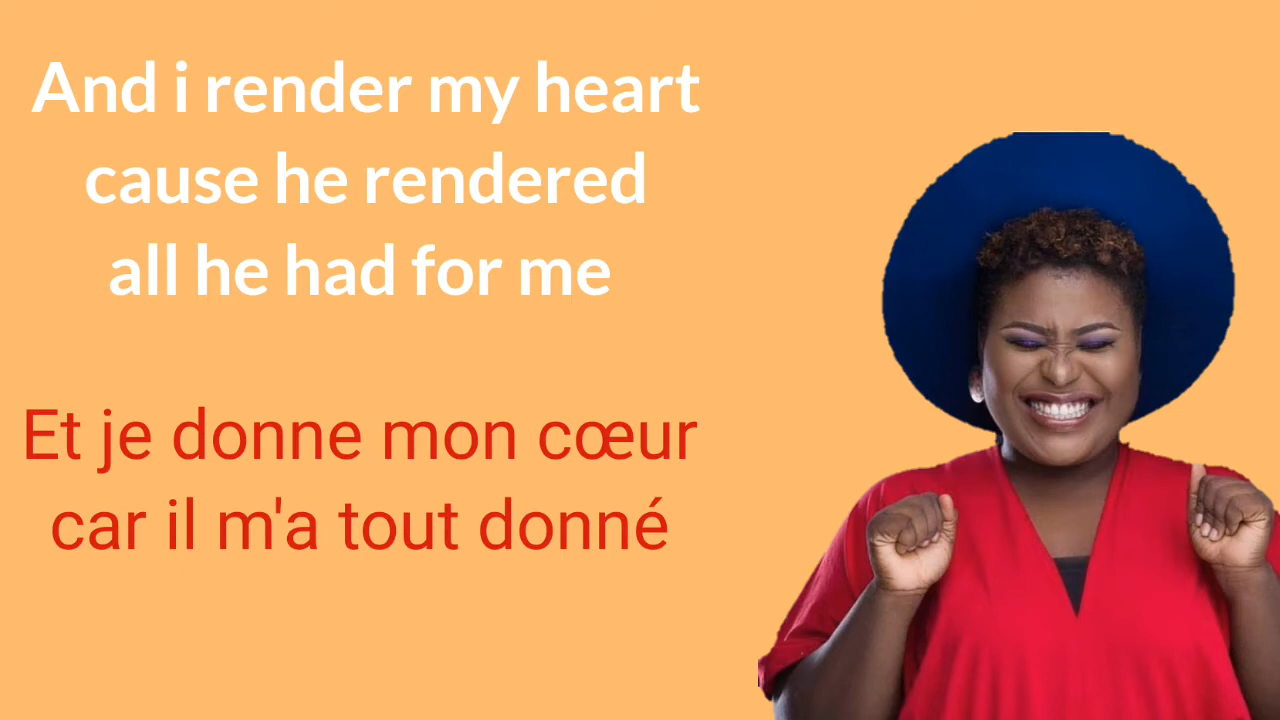 And i render my heart
cause he rendered
all he had for me
Et je donne mon cœur
car il m'a tout donné